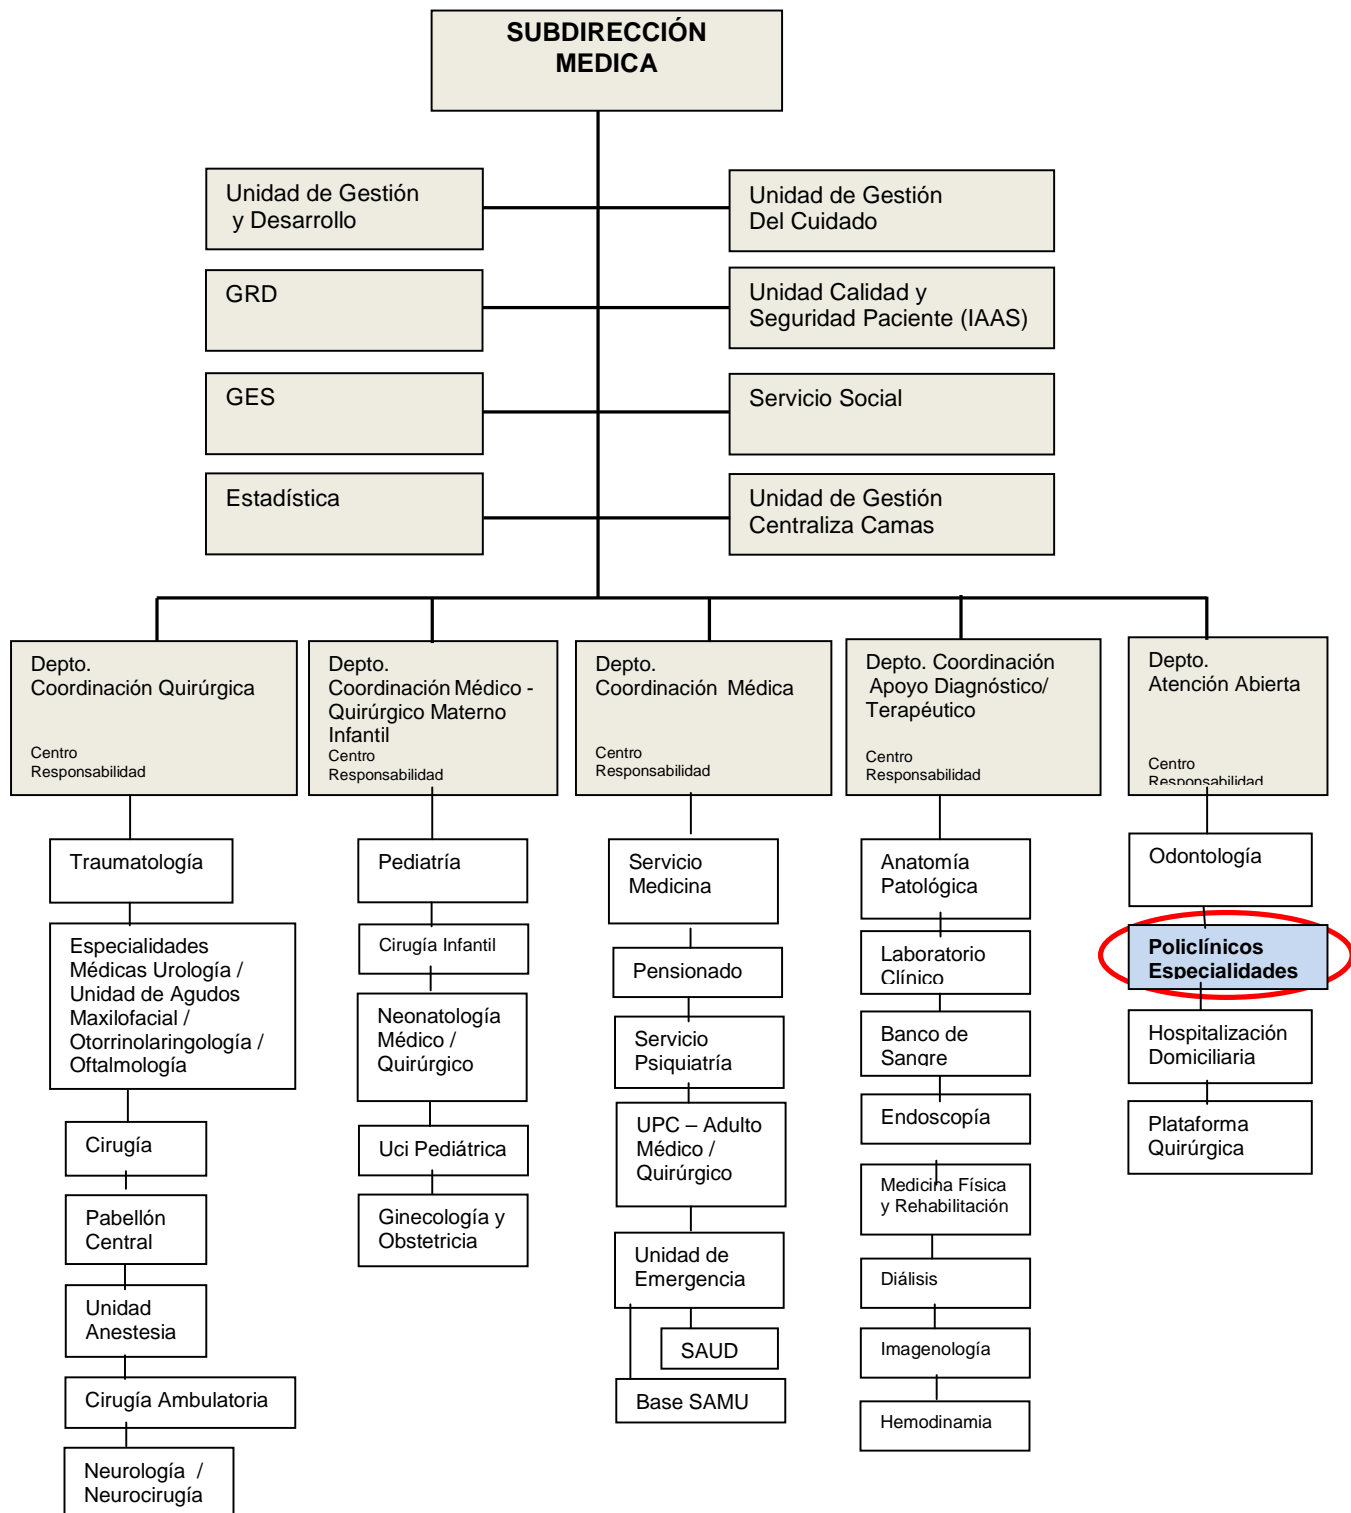 SUBDIRECCIÓN
MEDICA
Unidad de Gestión
y Desarrollo
Unidad de Gestión
Del Cuidado
GRD
Unidad Calidad y
Seguridad Paciente (IAAS)
GES
Servicio Social
Estadística
Unidad de Gestión
Centraliza Camas
Depto.
Coordinación Quirúrgica
Centro
Responsabilidad
Depto.
Coordinación Médico -
Quirúrgico Materno
Infantil
Centro
Responsabilidad
Depto.
Coordinación Médica
Centro
Responsabilidad
Depto. Coordinación
Apoyo Diagnóstico/
Terapéutico
Centro
Responsabilidad
Depto.
Atención Abierta
Centro
Responsabilidad
Traumatología
Especialidades
Médicas Urología /
Unidad de Agudos
Maxilofacial /
Otorrinolaringología /
Oftalmología
Cirugía
Pabellón
Central
Unidad
Anestesia
Cirugía Ambulatoria
Neurología /
Neurocirugía
Pediatría
Cirugía Infantil
Neonatología
Médico /
Quirúrgico
Uci Pediátrica
Ginecología y
Obstetricia
Servicio
Medicina
Pensionado
Servicio
Psiquiatría
UPC – Adulto
Médico /
Quirúrgico
Unidad de
Emergencia
SAUD
Base SAMU
Anatomía
Patológica
Laboratorio
Clínico
Banco de
Sangre
Endoscopía
Medicina Física
y Rehabilitación
Diálisis
Imagenología
Hemodinamia
Odontología
Policlínicos
Especialidades
Hospitalización
Domiciliaria
Plataforma
Quirúrgica